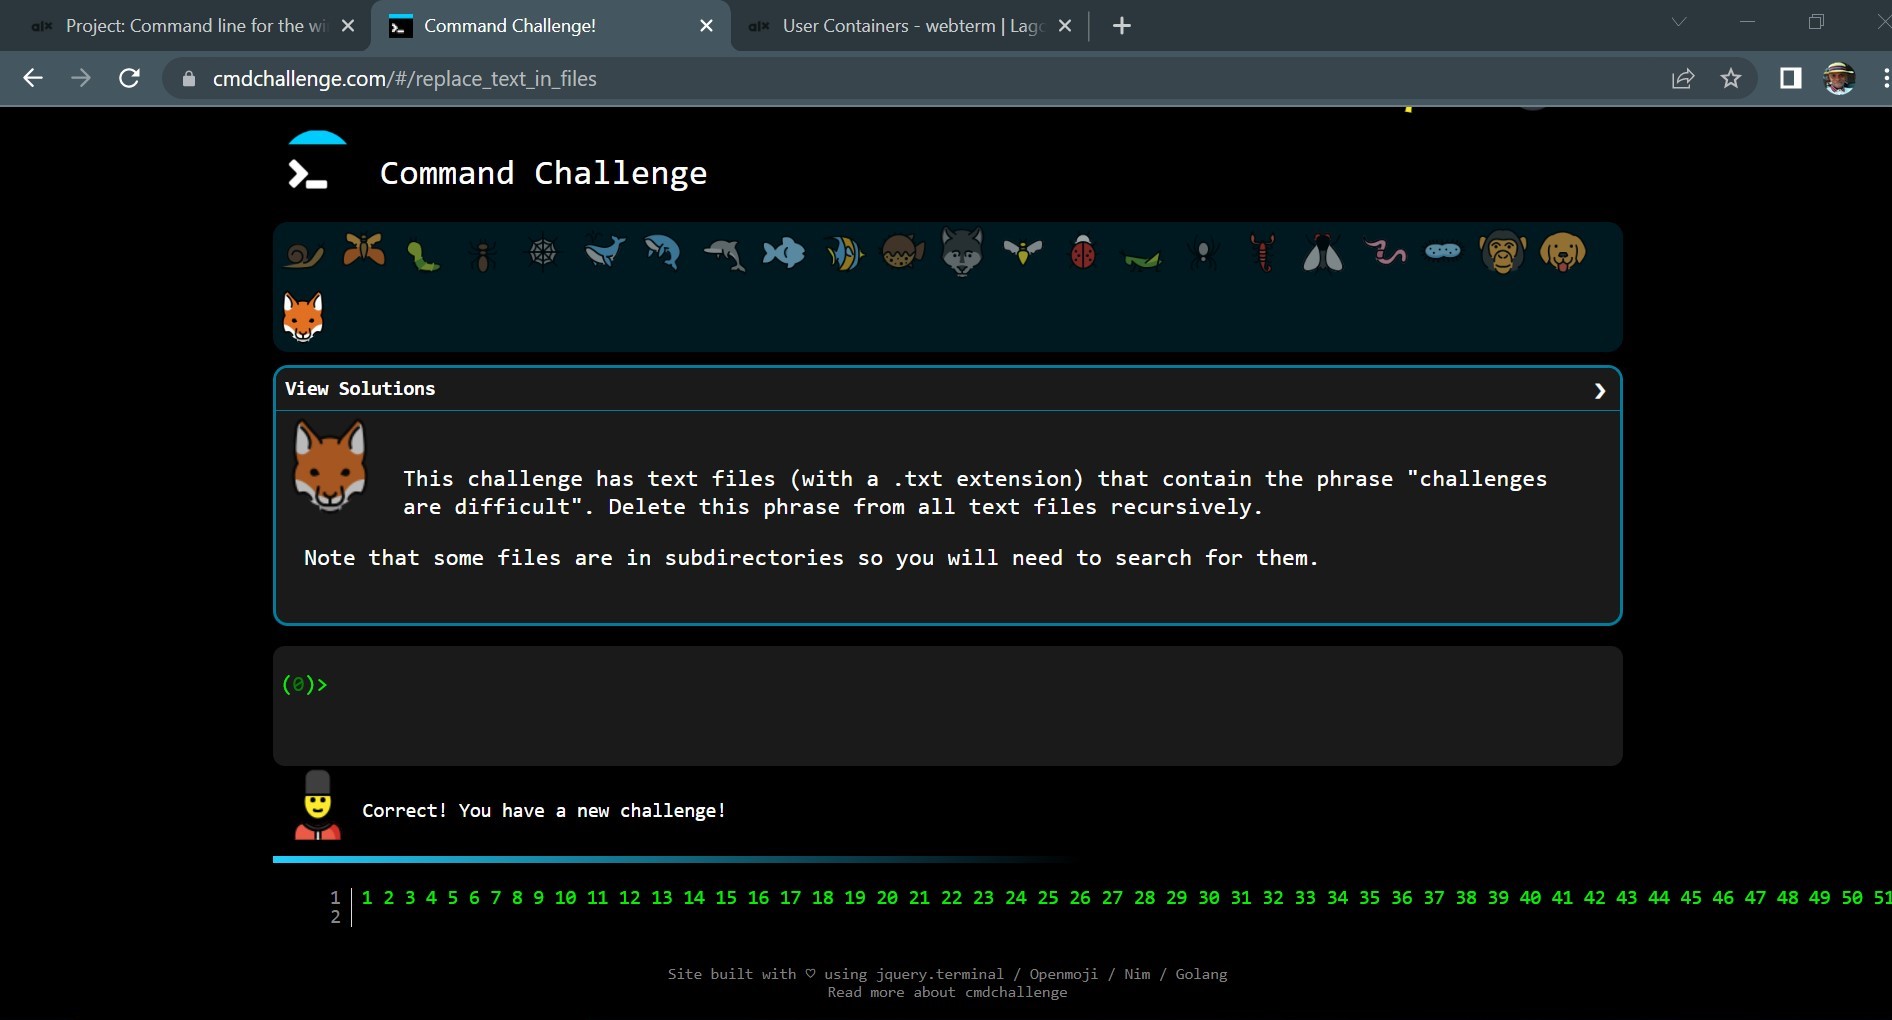 alx Project: Command line for the wi
Command Challenge!
alx User Containers - webterm | Lag
cmdchallenge.com/#/replace_text_in_files
Command Challenge
View Solutions
This challenge has text files (with a .txt extension) that contain the phrase "challenges
are difficult". Delete this phrase from all text files recursively.
Note that some files are in subdirectories so you will need to search for them.
(0)>
Correct! You have a new challenge!
1 1 2 3 4 5 6 7 8 9 10 11 12 13 14 15 16 17 18 19 20 21 22 23 24 25 26 27 28 29 30 31 32 33 34 35 36 37 38 39 40 41 42 43 44 45 46 47 48 49 50 51
2
Site built with ♡ using jquery.terminal / Openmoji / Nim / Golang
Read more about cmdchallenge